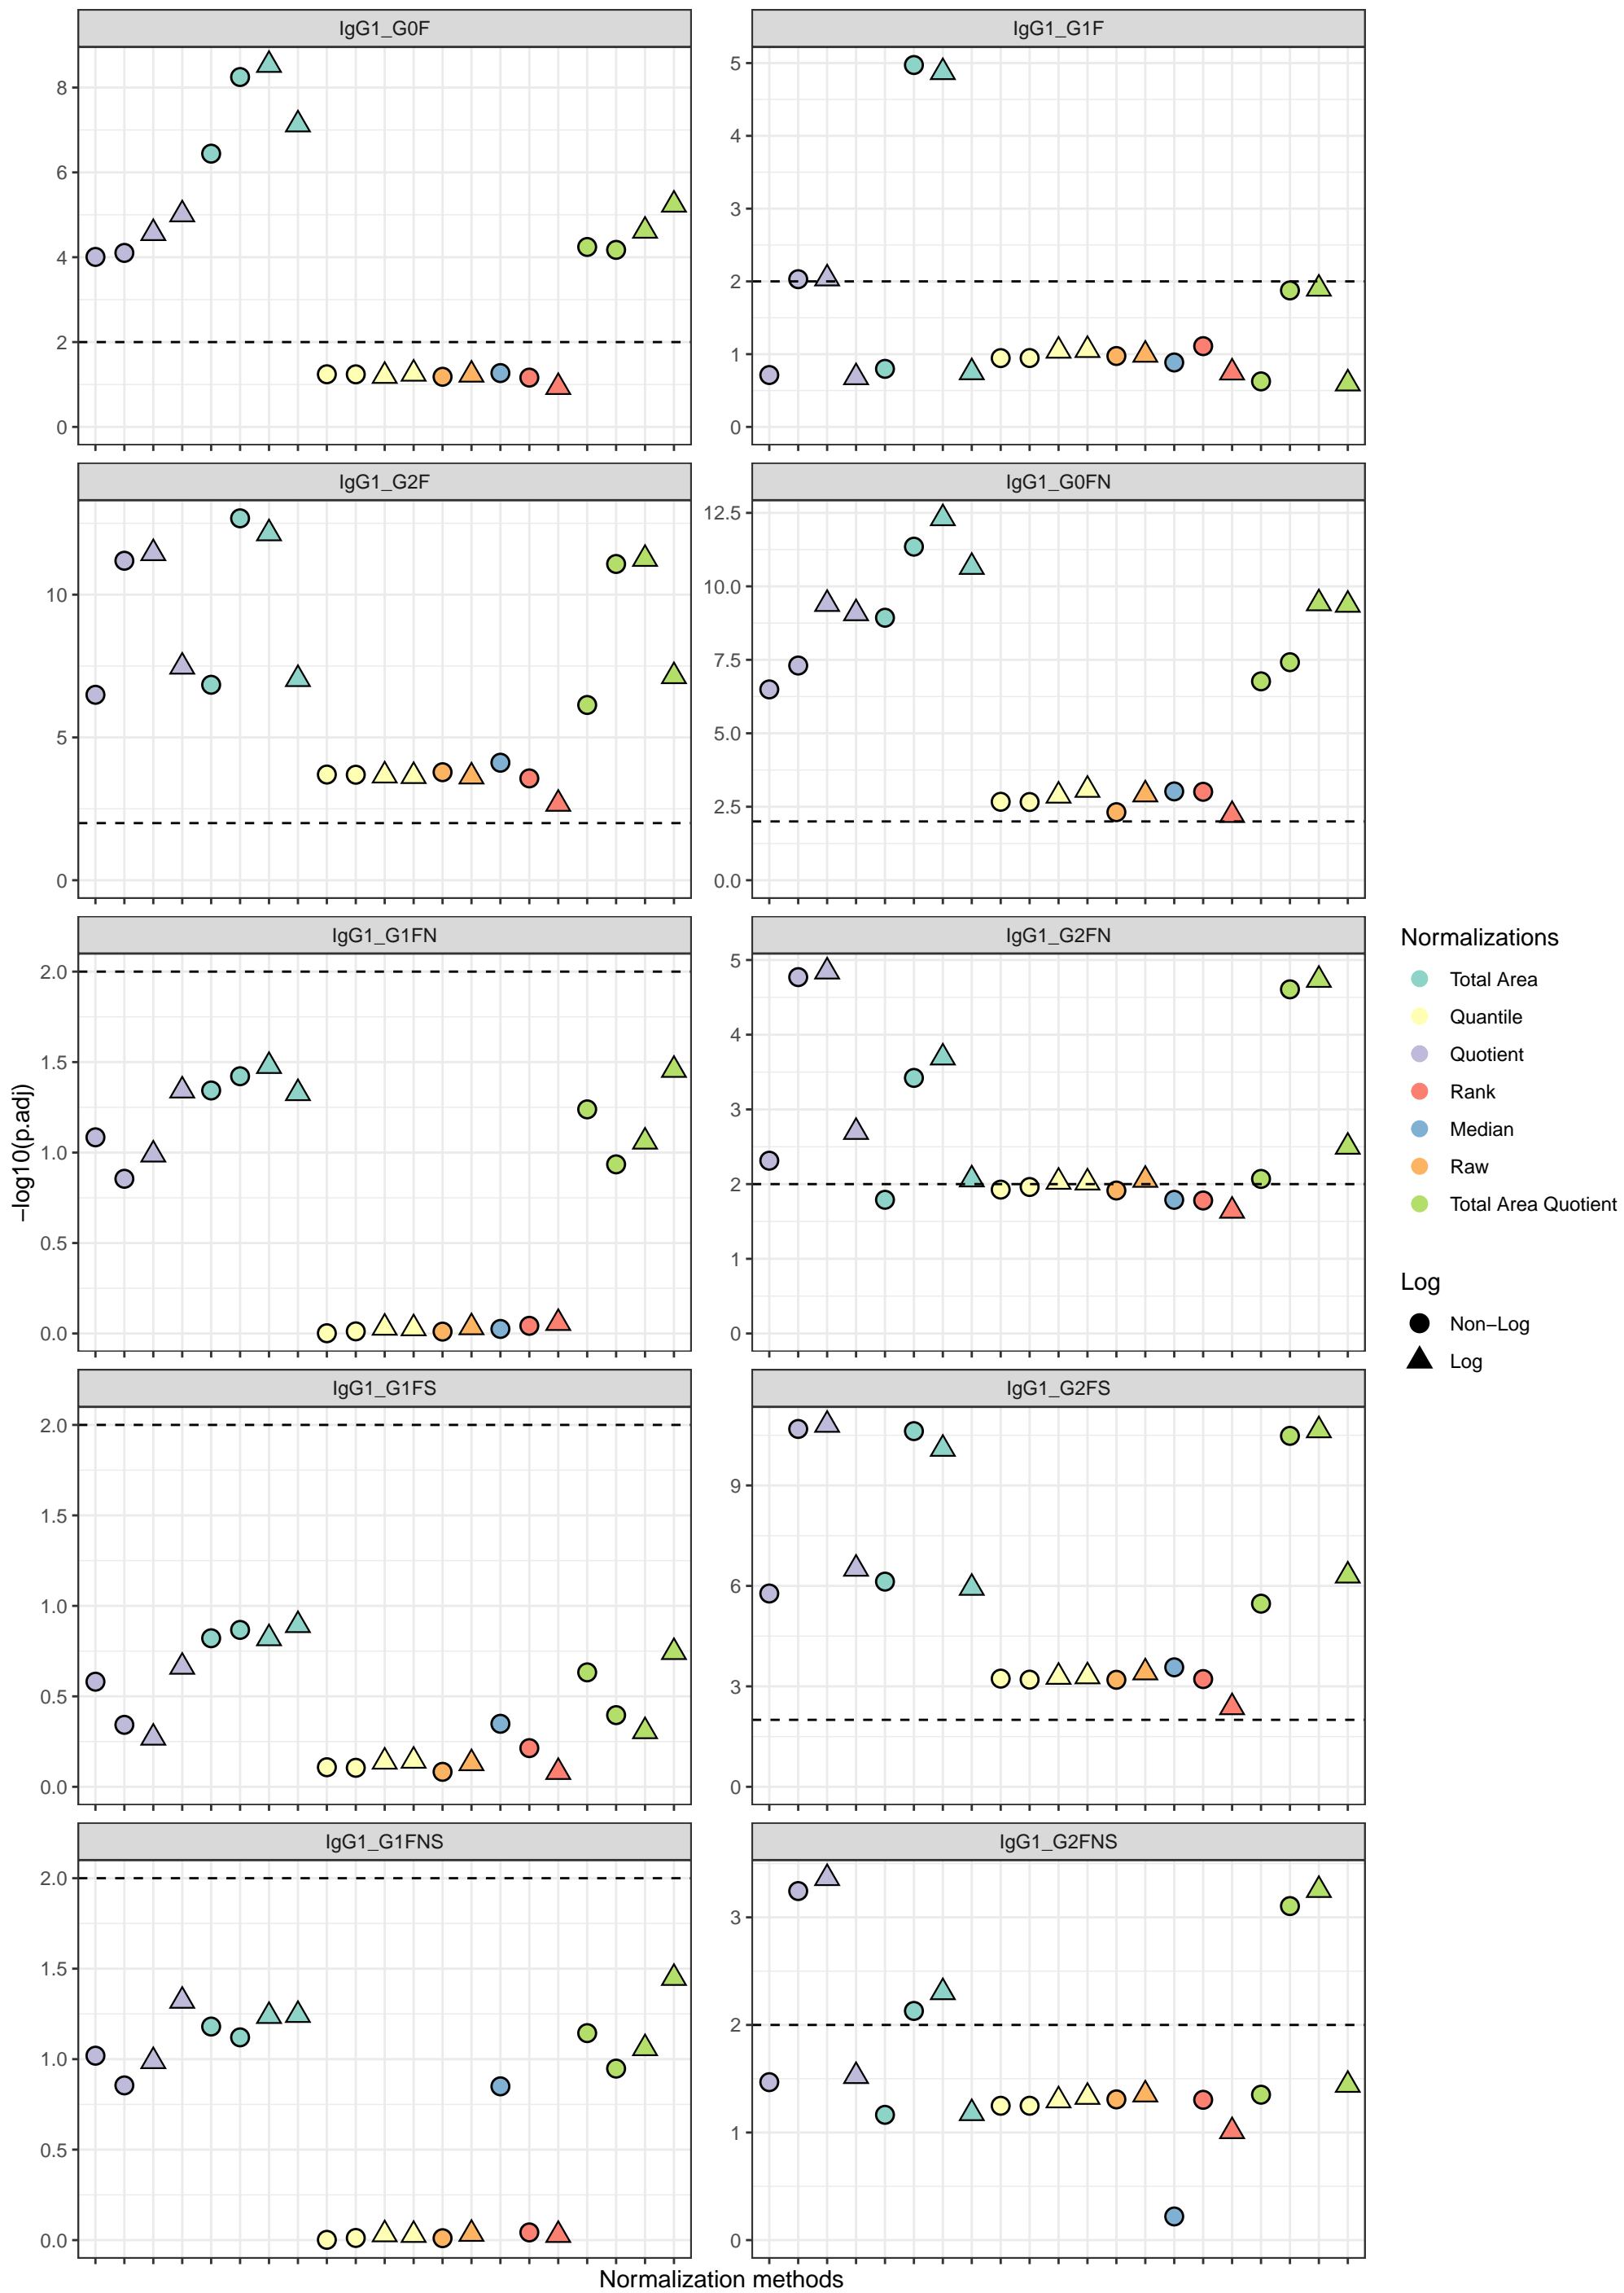 IgG1_G0F
IgG1_G1F
8
6
4
2
0
5
4
3
2
1
0
IgG1_G2F
IgG1_G0FN
10
5
0
12.5
10.0
7.5
5.0
2.5
0.0
IgG1_G1FN
IgG1_G2FN
2.0
1.5
1.0
0.5
0.0
5
4
3
2
1
0
IgG1_G1FS
IgG1_G2FS
2.0
1.5
1.0
0.5
0.0
9
6
3
0
IgG1_G1FNS
IgG1_G2FNS
2.0
1.5
1.0
0.5
0.0
3
2
1
0
−log10(p.adj)
Normalization methods
Normalizations
Total Area
Quantile
Quotient
Rank
Median
Raw
Total Area Quotient
Log
Non−Log
Log